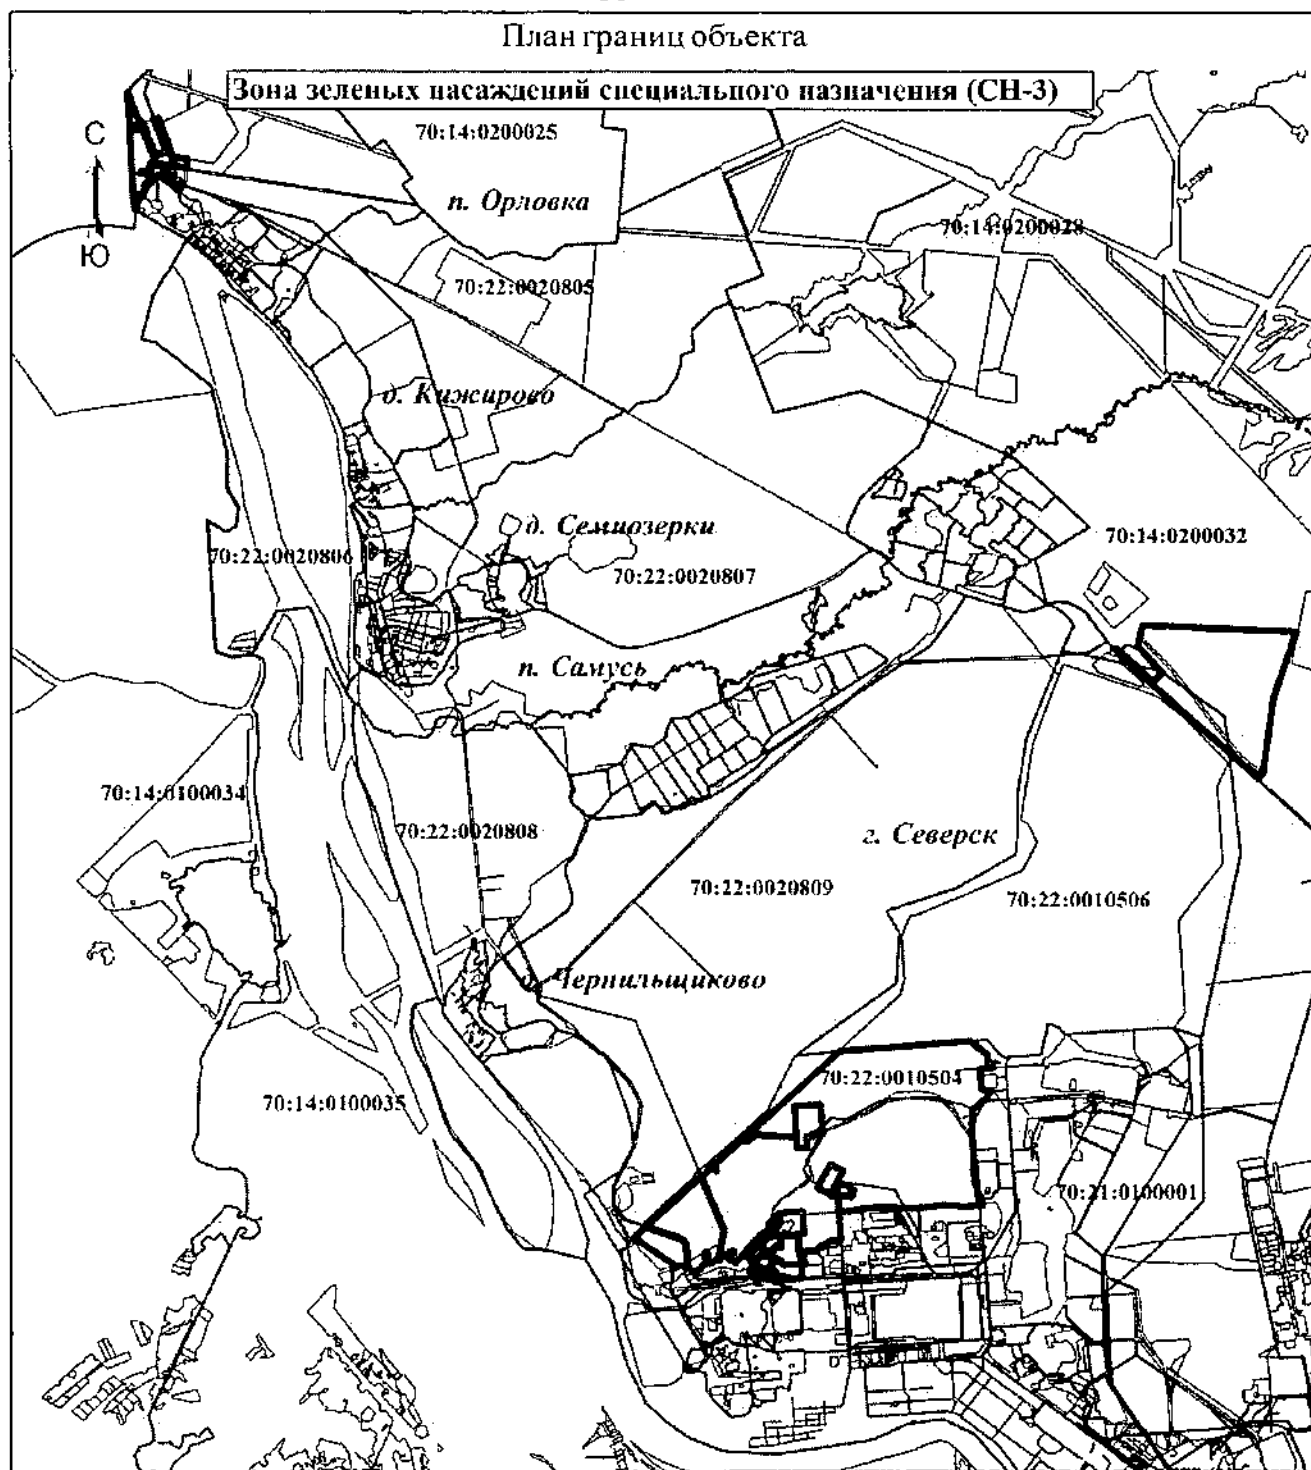 План границ объекта
Зона зеленых насаждений специального назначения (СН-3)
70:14:0200025
С
п. Орловка
70:14:0200028
Ю
70:22:0020805
д. Кижирово
д. Семиозерки
70:14:0200032
70:22:0020806
70:22:0020807
п. Самусь
70:14:0100034
70:22:0020808
г. Северск
70:22:0020809
70:22:0010506
д. Чернильщиково
70:22:0010504
70:14:0100035
70:21:0100001